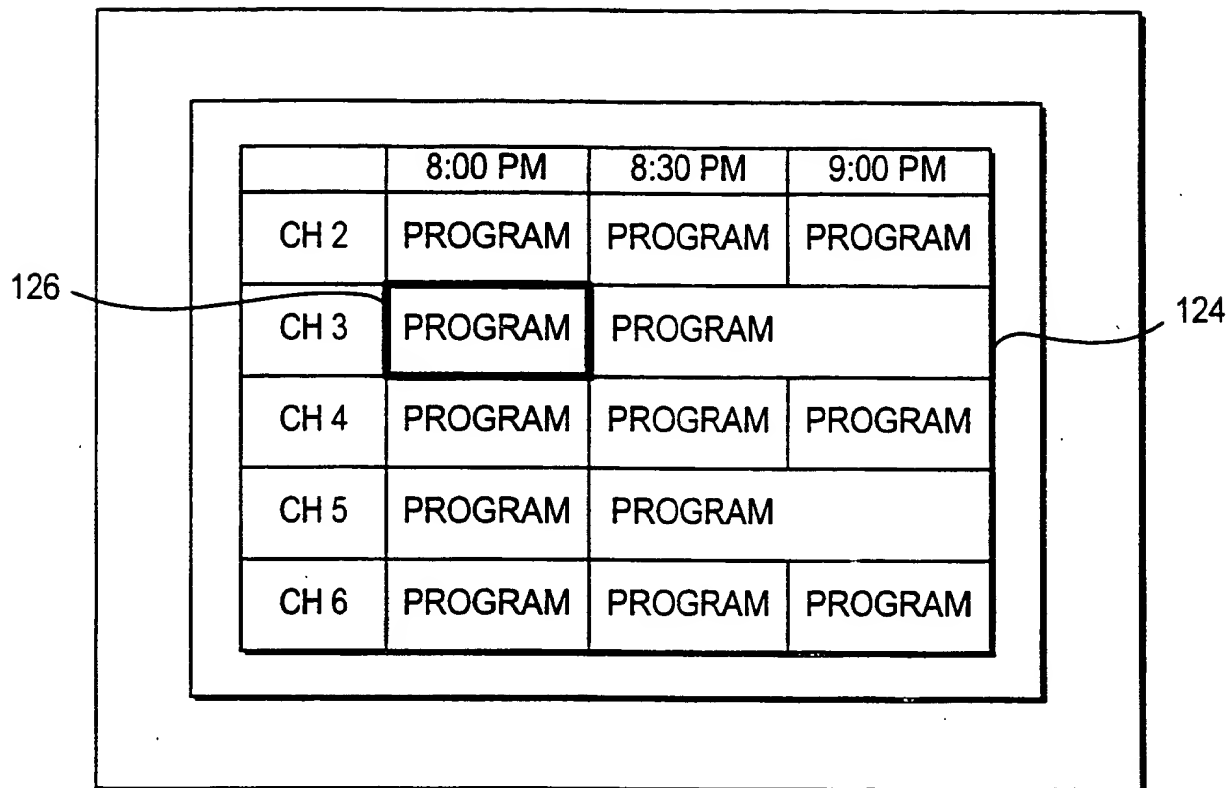 8:00 PM 8:30 PM 9:00 PM
CH 2 PROGRAM PROGRAM PROGRAM
126
CH 3 PROGRAM PROGRAM
124
CH 4 PROGRAM PROGRAM PROGRAM
CH 5 PROGRAM PROGRAM
CH 6 PROGRAM PROGRAM PROGRAM